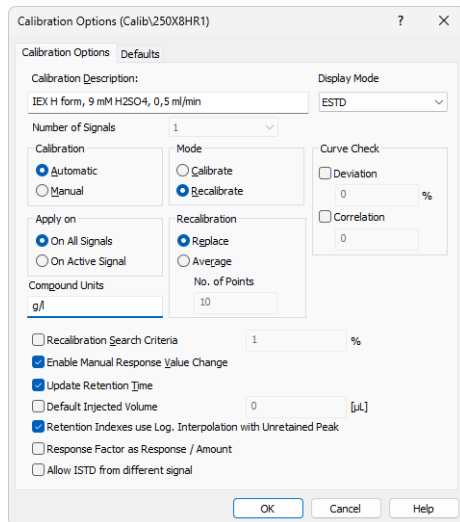 Calibration Options (Calib\250X8HR1)
?
Calibration Options
Defaults
Calibration Description:
Display Mode
IEX H form, 9 mM H2SO4, 0,5 ml/min
ESTD
Number of Signals
1
Calibration
Mode
Curve Check
Automatic
Calibrate
Deviation
Manual
Recalibrate
0
%
Apply on
Recalibration
Correlation
On All Signals
Replace
0
On Active Signal
Average
Compound Units
No. of Points
g/l
10
Recalibration Search Criteria
1
%
Enable Manual Response Value Change
Update Retention Time
Default Injected Volume
0
[µL]
Retention Indexes use Log. Interpolation with Unretained Peak
Response Factor as Response / Amount
Allow ISTD from different signal
OK
Cancel
Help